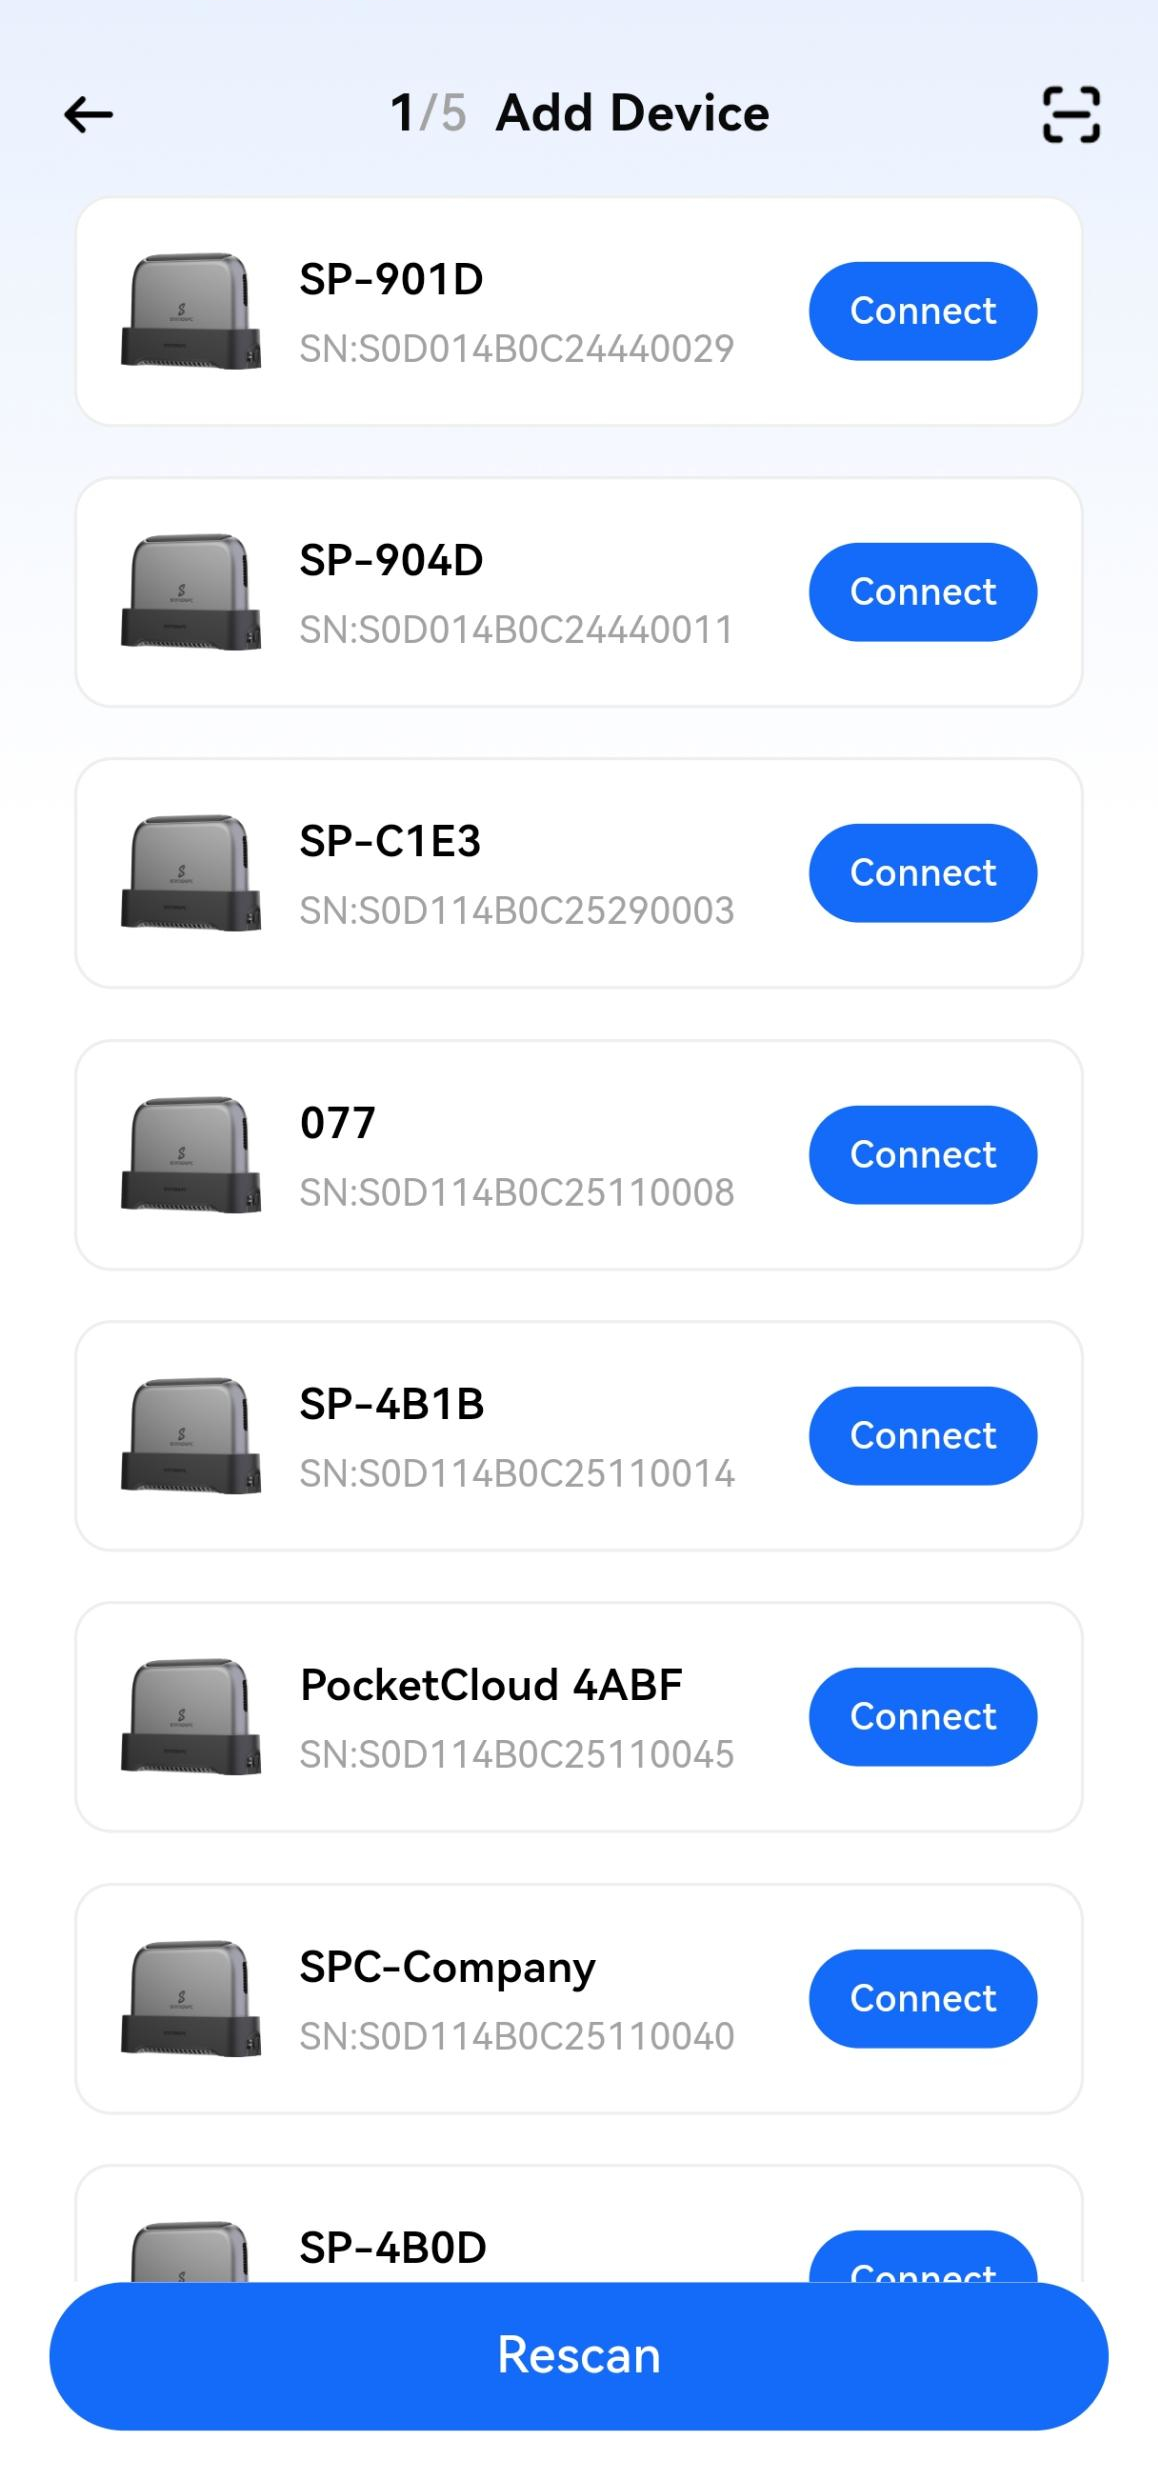 1/5 Add Device
SP-901D
SN:S0D014B0C24440029
Connect
SP-904D
SN:S0D014B0C24440011
Connect
SP-C1E3
SN:S0D114B0C25290003
Connect
077
SN:S0D114B0C25110008
Connect
SP-4B1B
SN:S0D114B0C25110014
Connect
PocketCloud 4ABF
SN:S0D114B0C25110045
Connect
SPC-Company
SN:S0D114B0C25110040
Connect
SP-4B0D
Connect
Rescan